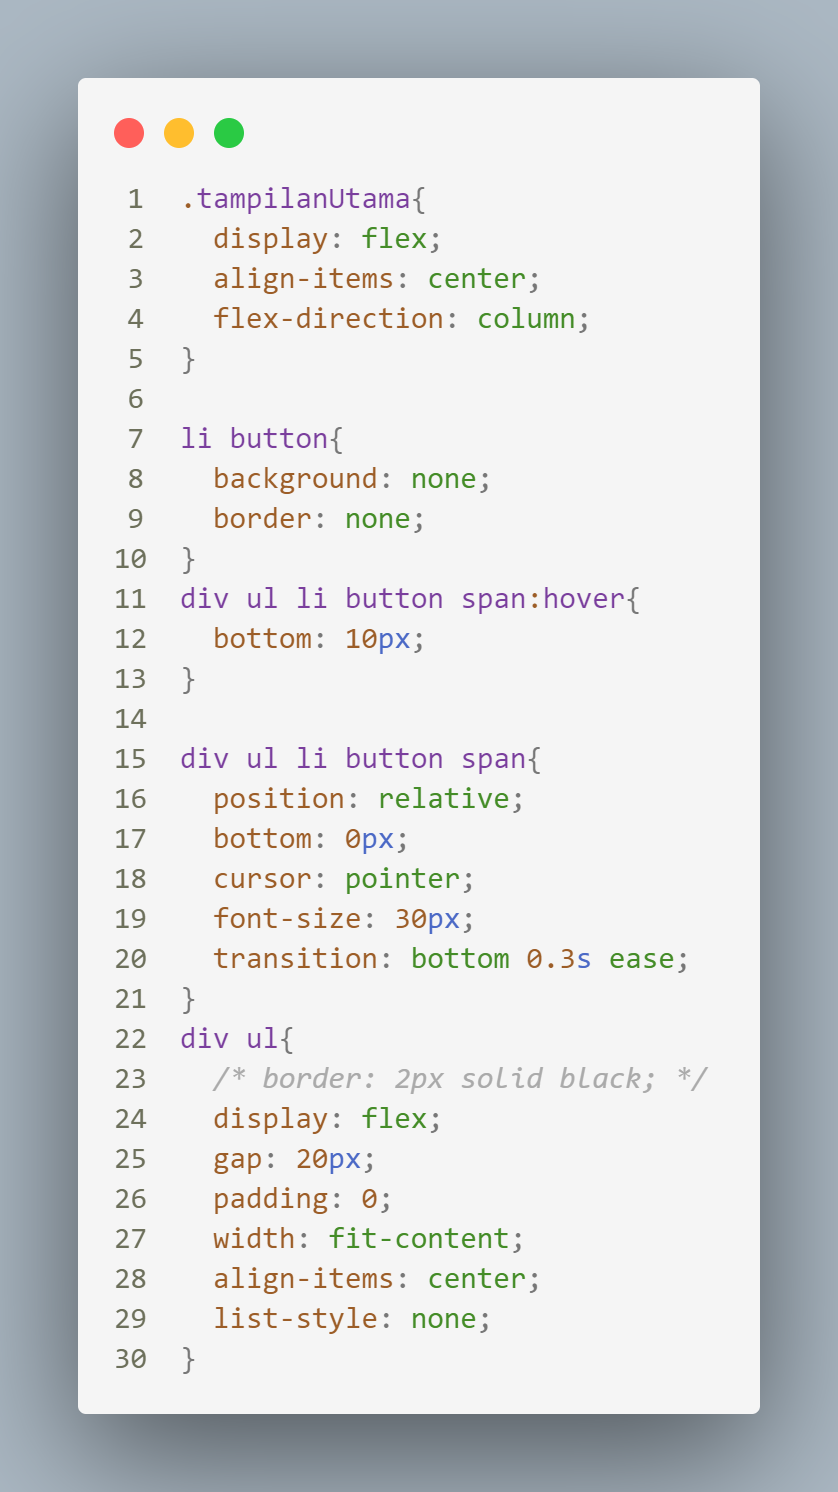 1 .tampilanUtama{
2   display: flex;
3   align-items: center;
4   flex-direction: column;
5 }
6
7 li button{
8   background: none;
9   border: none;
10 }
11 div ul li button span:hover{
12   bottom: 10px;
13 }
14
15 div ul li button span{
16   position: relative;
17   bottom: 0px;
18   cursor: pointer;
19   font-size: 30px;
20   transition: bottom 0.3s ease;
21 }
22 div ul{
23   /* border: 2px solid black; */
24   display: flex;
25   gap: 20px;
26   padding: 0;
27   width: fit-content;
28   align-items: center;
29   list-style: none;
30 }